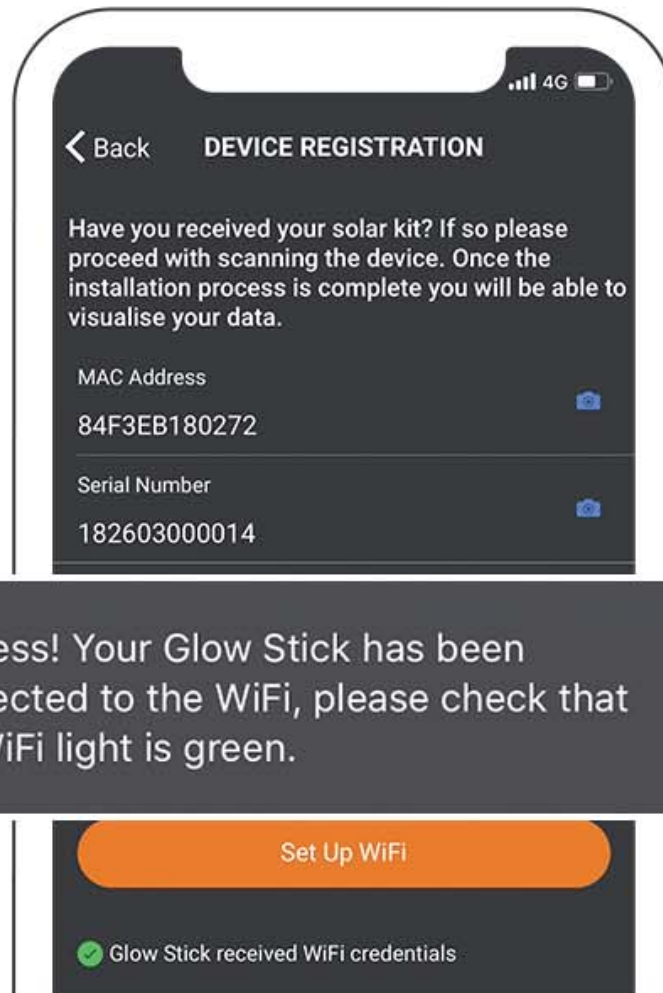 4G
Back DEVICE REGISTRATION
Have you received your solar kit? If so please
proceed with scanning the device. Once the
installation process is complete you will be able to
visualise your data.
MAC Address
84F3EB180272
Serial Number
182603000014
ess! Your Glow Stick has been
ected to the WiFi, please check that
WiFi light is green.
Set Up WiFi
Glow Stick received WiFi credentials